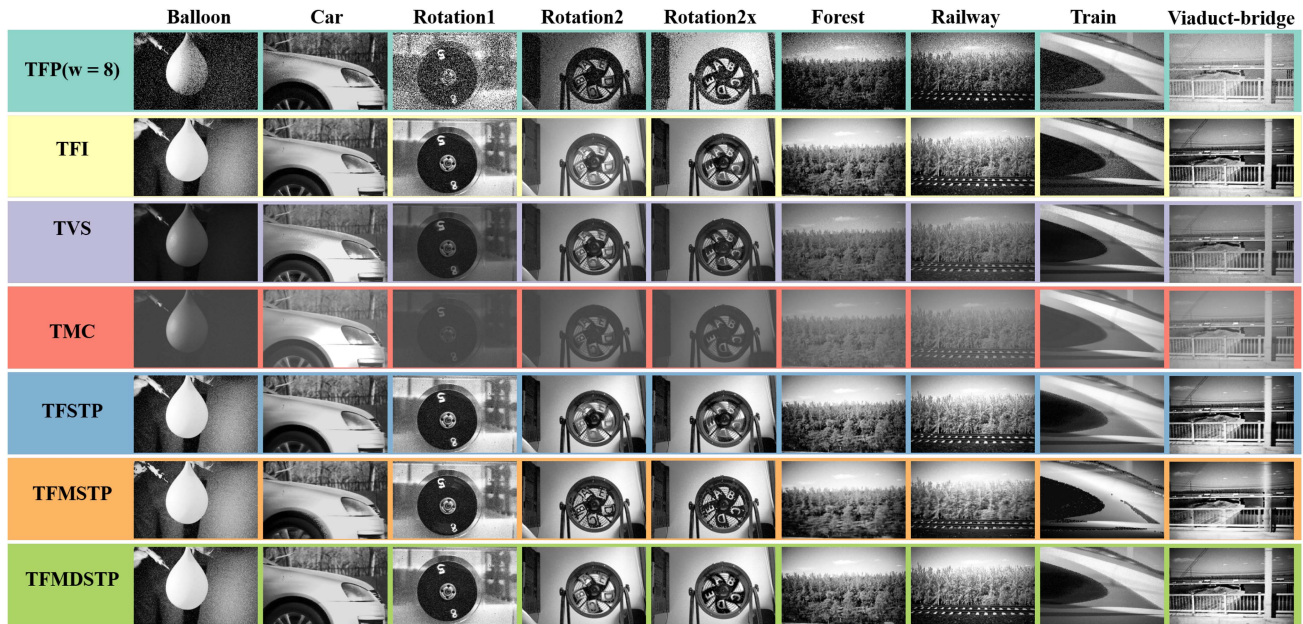 Balloon Car Rotation1 Rotation2 Rotation2x Forest Railway Train Viaduct-bridge
TFP(w = 8)
TFI
TVS
TMC
TFSTP
TFMSTP
TFMDSTP